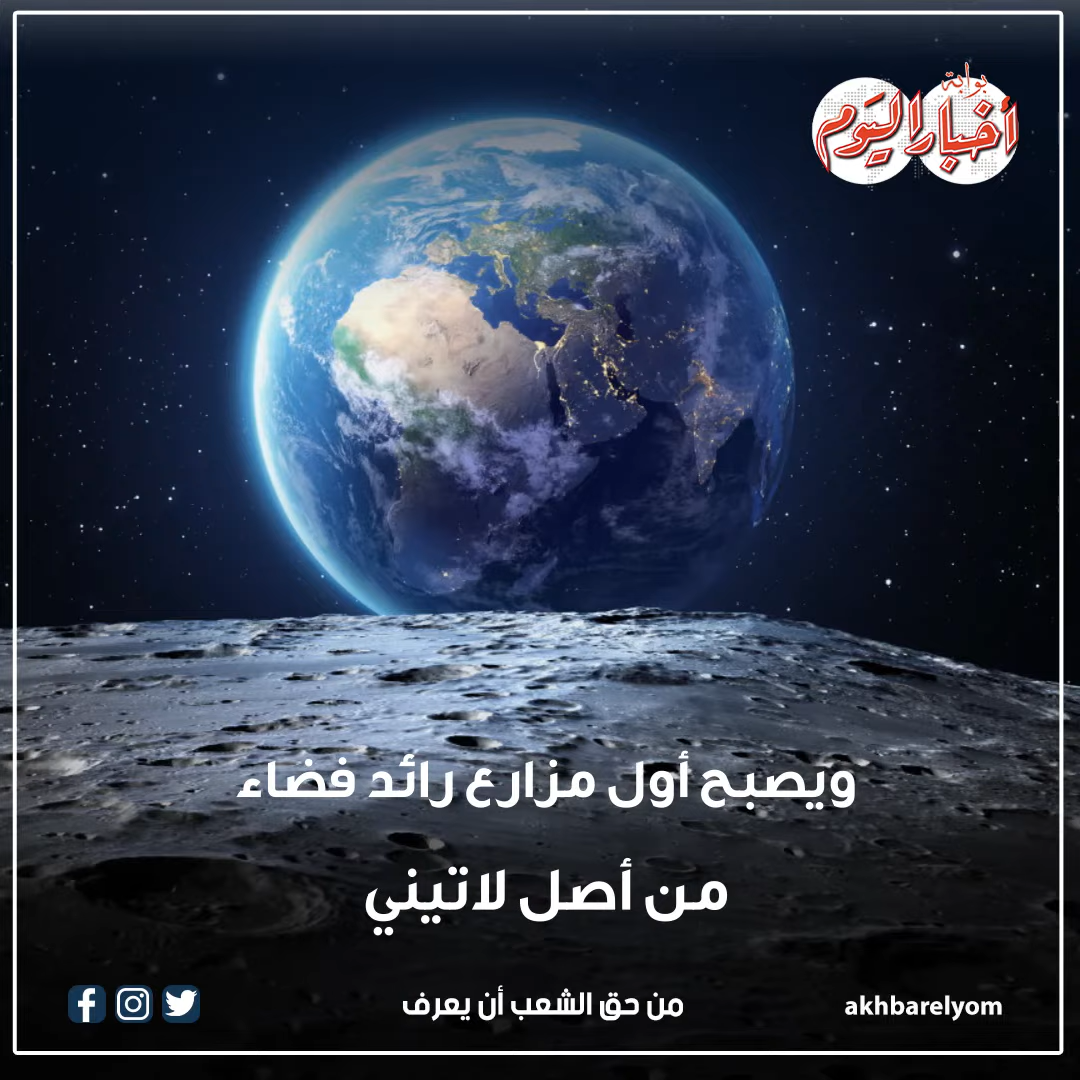 بوابة
أخبار اليوم
ويصبح أول مزارع رائد فضاء
من أصل لاتيني
من حق الشعب أن يعرف
akhbarelyom